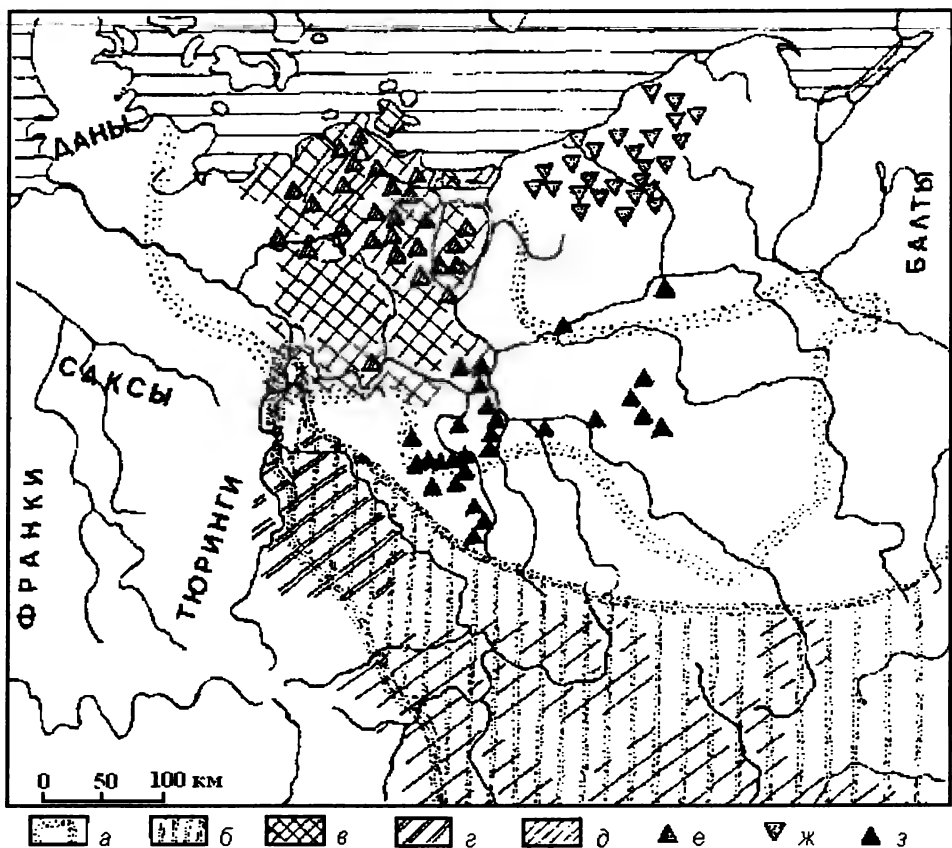 ДАНЫ
БАЛТЫ
САКСЫ
ФРАНКИ
ТЮРИНГИ
0 50 100 км
а б в г д е ж з